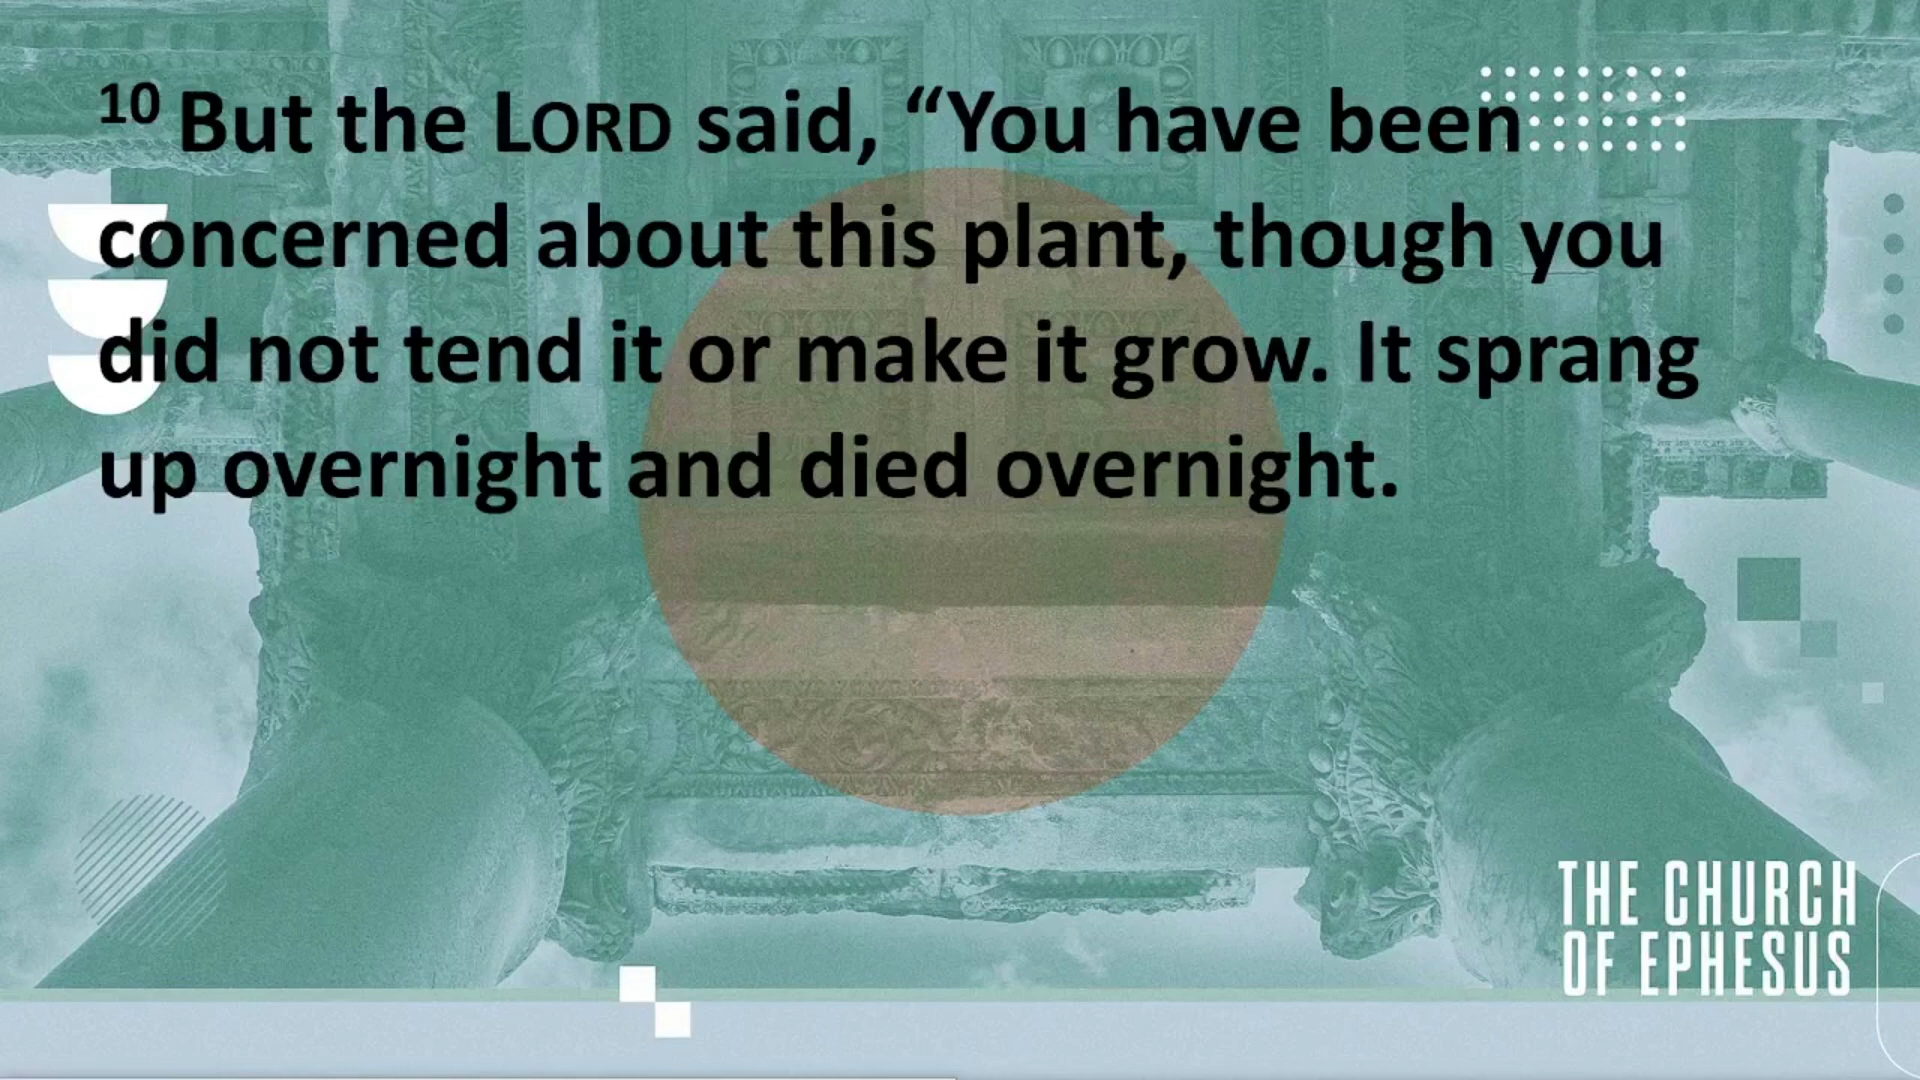 10 But the LORD said, “You have been
concerned about this plant, though you
did not tend it or make it grow. It sprang
up overnight and died overnight.
THE CHURCH
OF EPHESUS